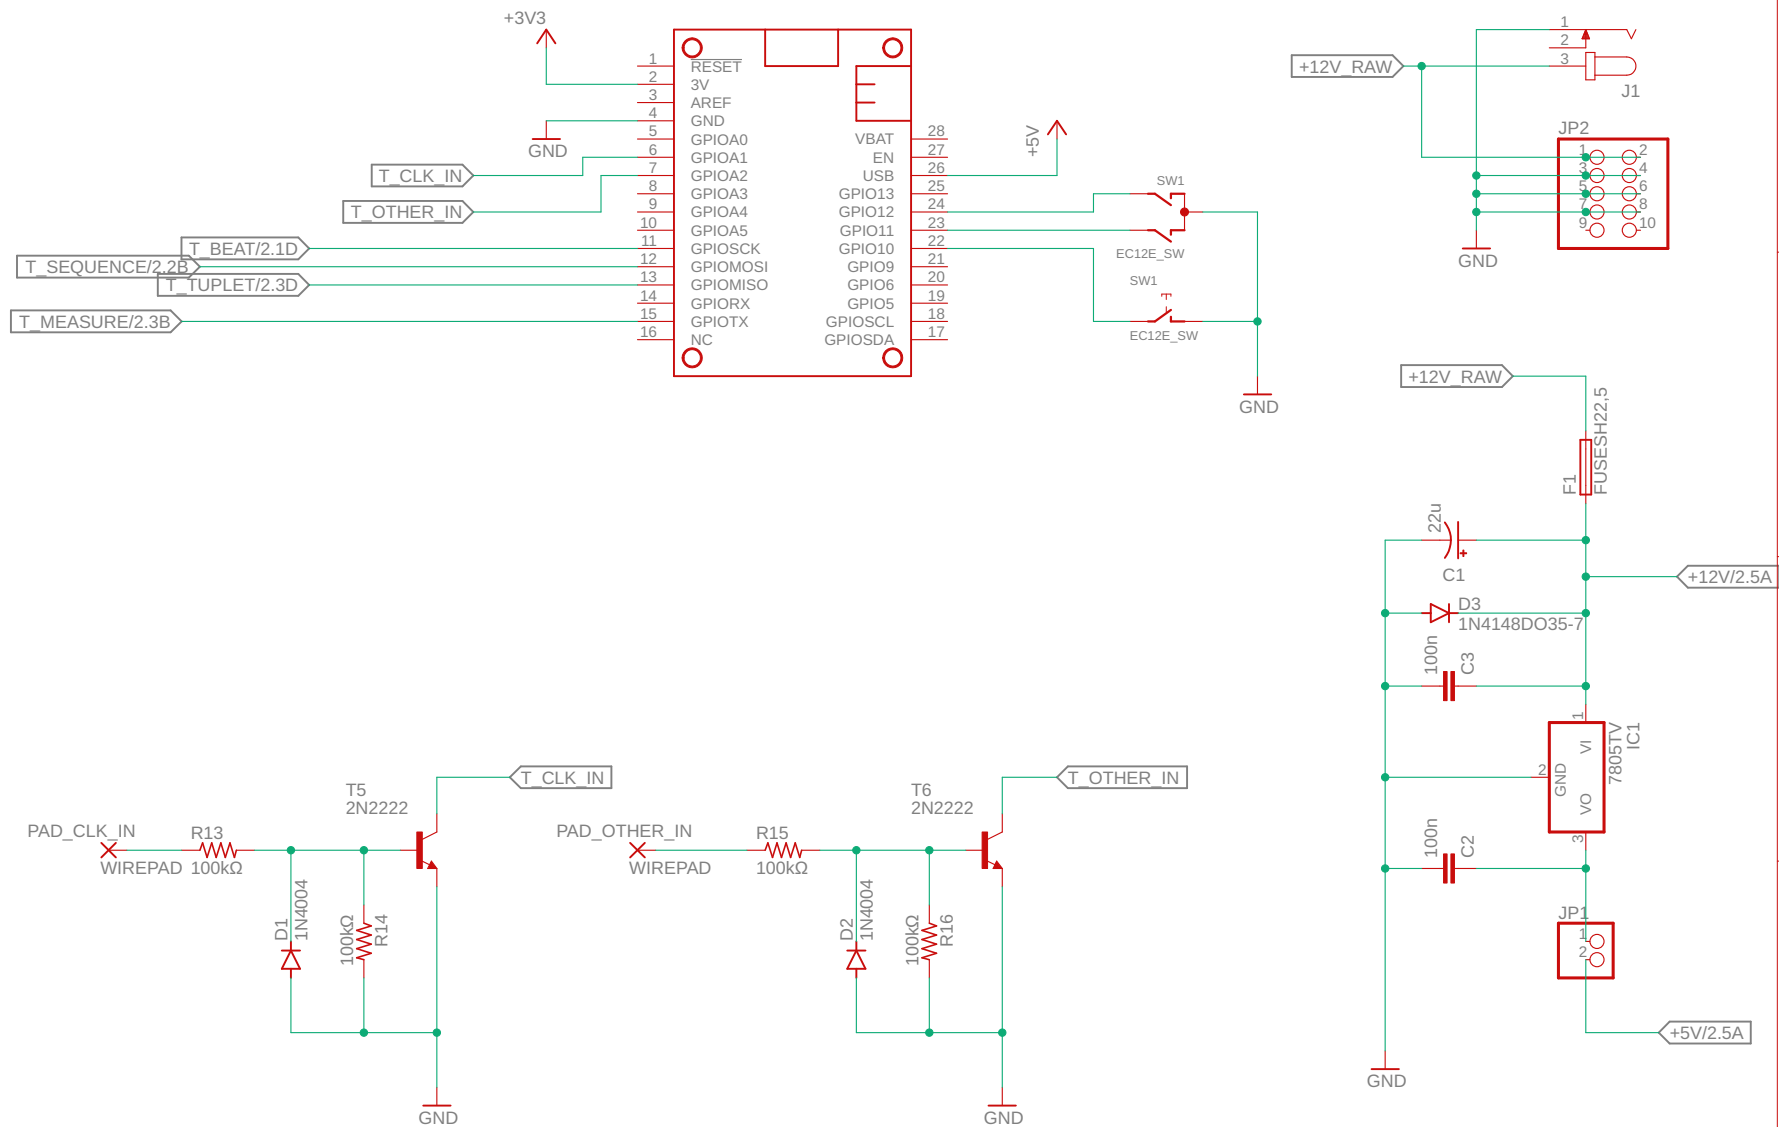 +3V3
1
RESET
2
3V
3
AREF
4
GND
5
GPIOA0
6
GPIOA1
7
GPIOA2
8
GPIOA3
9
GPIOA4
10
GPIOA5
11
GPIOSCK
12
GPIOMOSI
13
GPIOMISO
14
GPIORX
15
GPIOTX
16
NC
VBAT
28
EN
27
USB
26
GPIO13
25
GPIO12
24
GPIO11
23
GPIO10
22
GPIO9
21
GPIO6
20
GPIO5
19
GPIOSCL
18
GPIOSDA
17
GND
T_CLK_IN
T_OTHER_IN
T_BEAT/2.1D
T_SEQUENCE/2.2B
T_TUPLET/2.3D
T_MEASURE/2.3B
+5V
SW1
EC12E_SW
SW1
EC12E_SW
GND
1
2
3
+12V_RAW
J1
JP2
1
2
3
4
5
6
7
8
9
10
GND
+12V_RAW
FUSESH22,5
F1
22u
C1
+12V/2.5A
D3
1N4148DO35-7
100n
C3
1
VI
2
GND
VO
3
7805TV
IC1
100n
C2
JP1
1
2
+5V/2.5A
GND
T_CLK_IN
T5
2N2222
PAD_CLK_IN
WIREPAD
R13
100kΩ
D1
1N4004
100kΩ
R14
GND
T_OTHER_IN
T6
2N2222
PAD_OTHER_IN
WIREPAD
R15
100kΩ
D2
1N4004
100kΩ
R16
GND